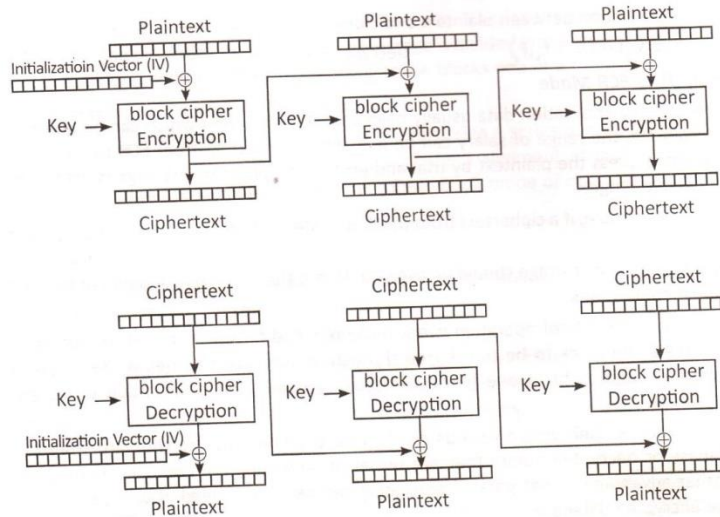 Plaintext
Plaintext
Plaintext
Initializatioin Vector (IV)
Key
block cipher
Encryption
Key
block cipher
Encryption
Key
block cipher
Encryption
Ciphertext
Ciphertext
Ciphertext
Ciphertext
Ciphertext
Ciphertext
Key
block cipher
Decryption
Key
block cipher
Decryption
Key
block cipher
Decryption
Initializatioin Vector (IV)
Plaintext
Plaintext
Plaintext